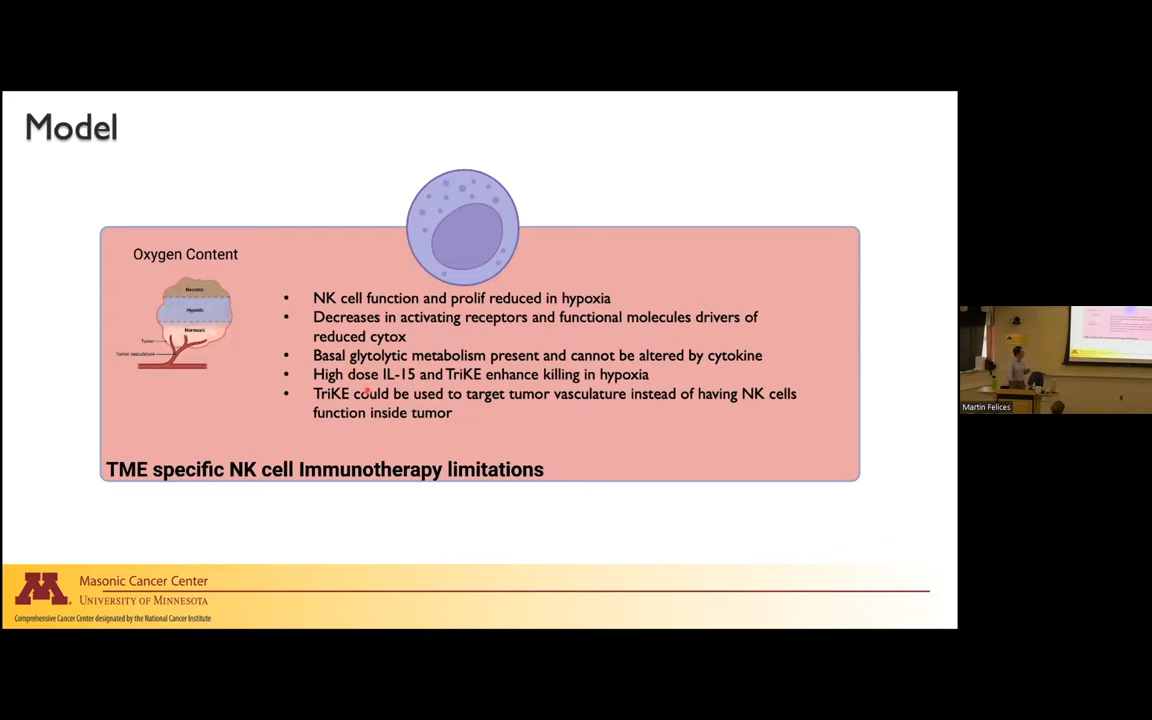 Model
Oxygen Content
Necrotic
Hypoxic
Normoxic
Tumor
Tumor vasculature
• NK cell function and prolif reduced in hypoxia
• Decreases in activating receptors and functional molecules drivers of
reduced cytox
• Basal glytolytic metabolism present and cannot be altered by cytokine
• High dose IL-15 and TriKE enhance killing in hypoxia
• TriKE could be used to target tumor vasculature instead of having NK cells
function inside tumor
TME specific NK cell Immunotherapy limitations
Martin Felices
M
Masonic Cancer Center
UNIVERSITY OF MINNESOTA
Comprehensive Cancer Center designated by the National Cancer Institute